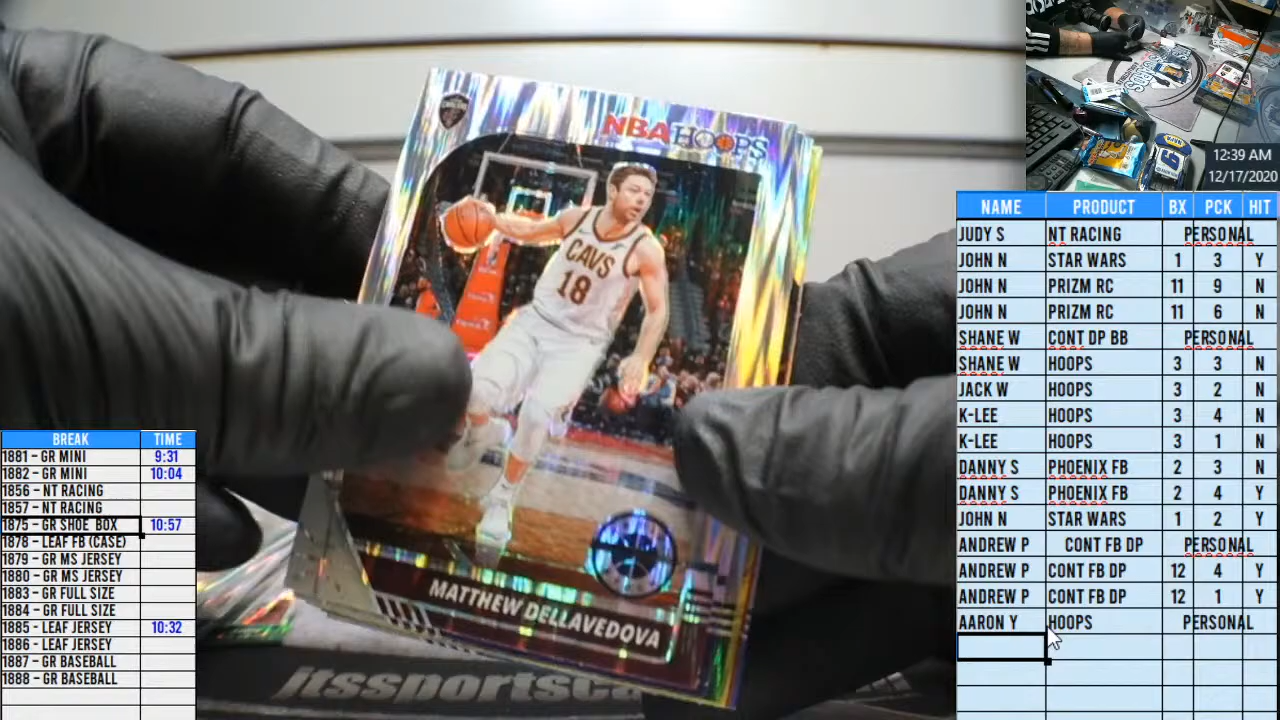 NBA HOOPS
CAVS
18
MATTHEW DELLAVEDOVA
jtssportsca
12:39 AM
12/17/2020
NAME PRODUCT BX PCK HIT
JUDY S NT RACING PERSONAL
JOHN N STAR WARS 1 3 Y
JOHN N PRIZM RC 11 9 N
JOHN N PRIZM RC 11 6 N
SHANE W CONT DP BB PERSONAL
SHANE W HOOPS 3 3 N
JACK W HOOPS 3 2 N
K-LEE HOOPS 3 4 N
K-LEE HOOPS 3 1 N
DANNY S PHOENIX FB 2 3 N
DANNY S PHOENIX FB 2 4 Y
JOHN N STAR WARS 1 2 Y
ANDREW P CONT FB DP PERSONAL
ANDREW P CONT FB DP 12 4 Y
ANDREW P CONT FB DP 12 1 Y
AARON Y HOOPS PERSONAL
BREAK TIME
1881 – GR MINI 9:31
1882 – GR MINI 10:04
1856 – NT RACING
1857 – NT RACING
1875 – GR SHOE BOX 10:57
1878 – LEAF FB (CASE)
1879 – GR MS JERSEY
1880 – GR MS JERSEY
1883 – GR FULL SIZE
1884 – GR FULL SIZE
1885 – LEAF JERSEY 10:32
1886 – LEAF JERSEY
1887 – GR BASEBALL
1888 – GR BASEBALL